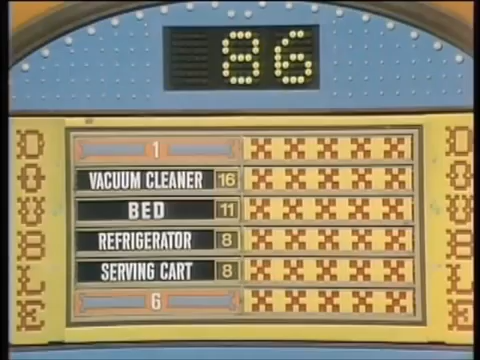 86
1
VACUUM CLEANER 16
BED 11
REFRIGERATOR 8
SERVING CART 8
6
DOUBLE
DOUBLE